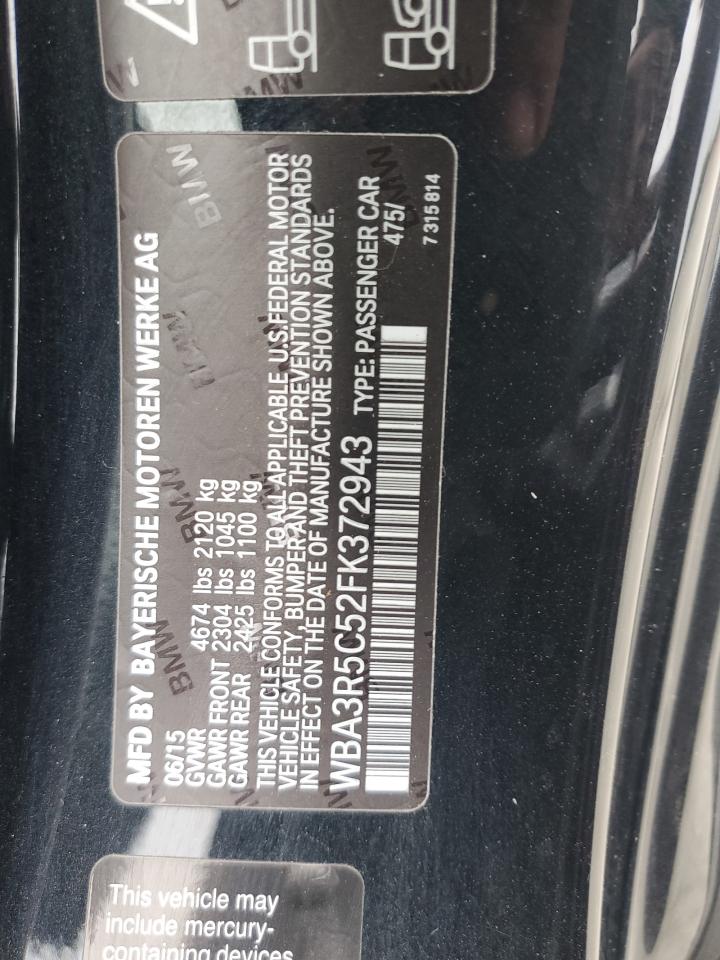 MFD BY BAYERISCHE MOTOREN WERKE AG
06/15
GVWR 4674 lbs 2120 kg
GAWR FRONT 2304 lbs 1045 kg
GAWR REAR 2425 lbs 1100 kg
THIS VEHICLE CONFORMS TO ALL APPLICABLE U.S.FEDERAL MOTOR
VEHICLE SAFETY, BUMPER AND THEFT PREVENTION STANDARDS
IN EFFECT ON THE DATE OF MANUFACTURE SHOWN ABOVE.
WBA3R5C52FK372943 TYPE: PASSENGER CAR
475/
7 315 814
This vehicle may
include mercury-
containing devices